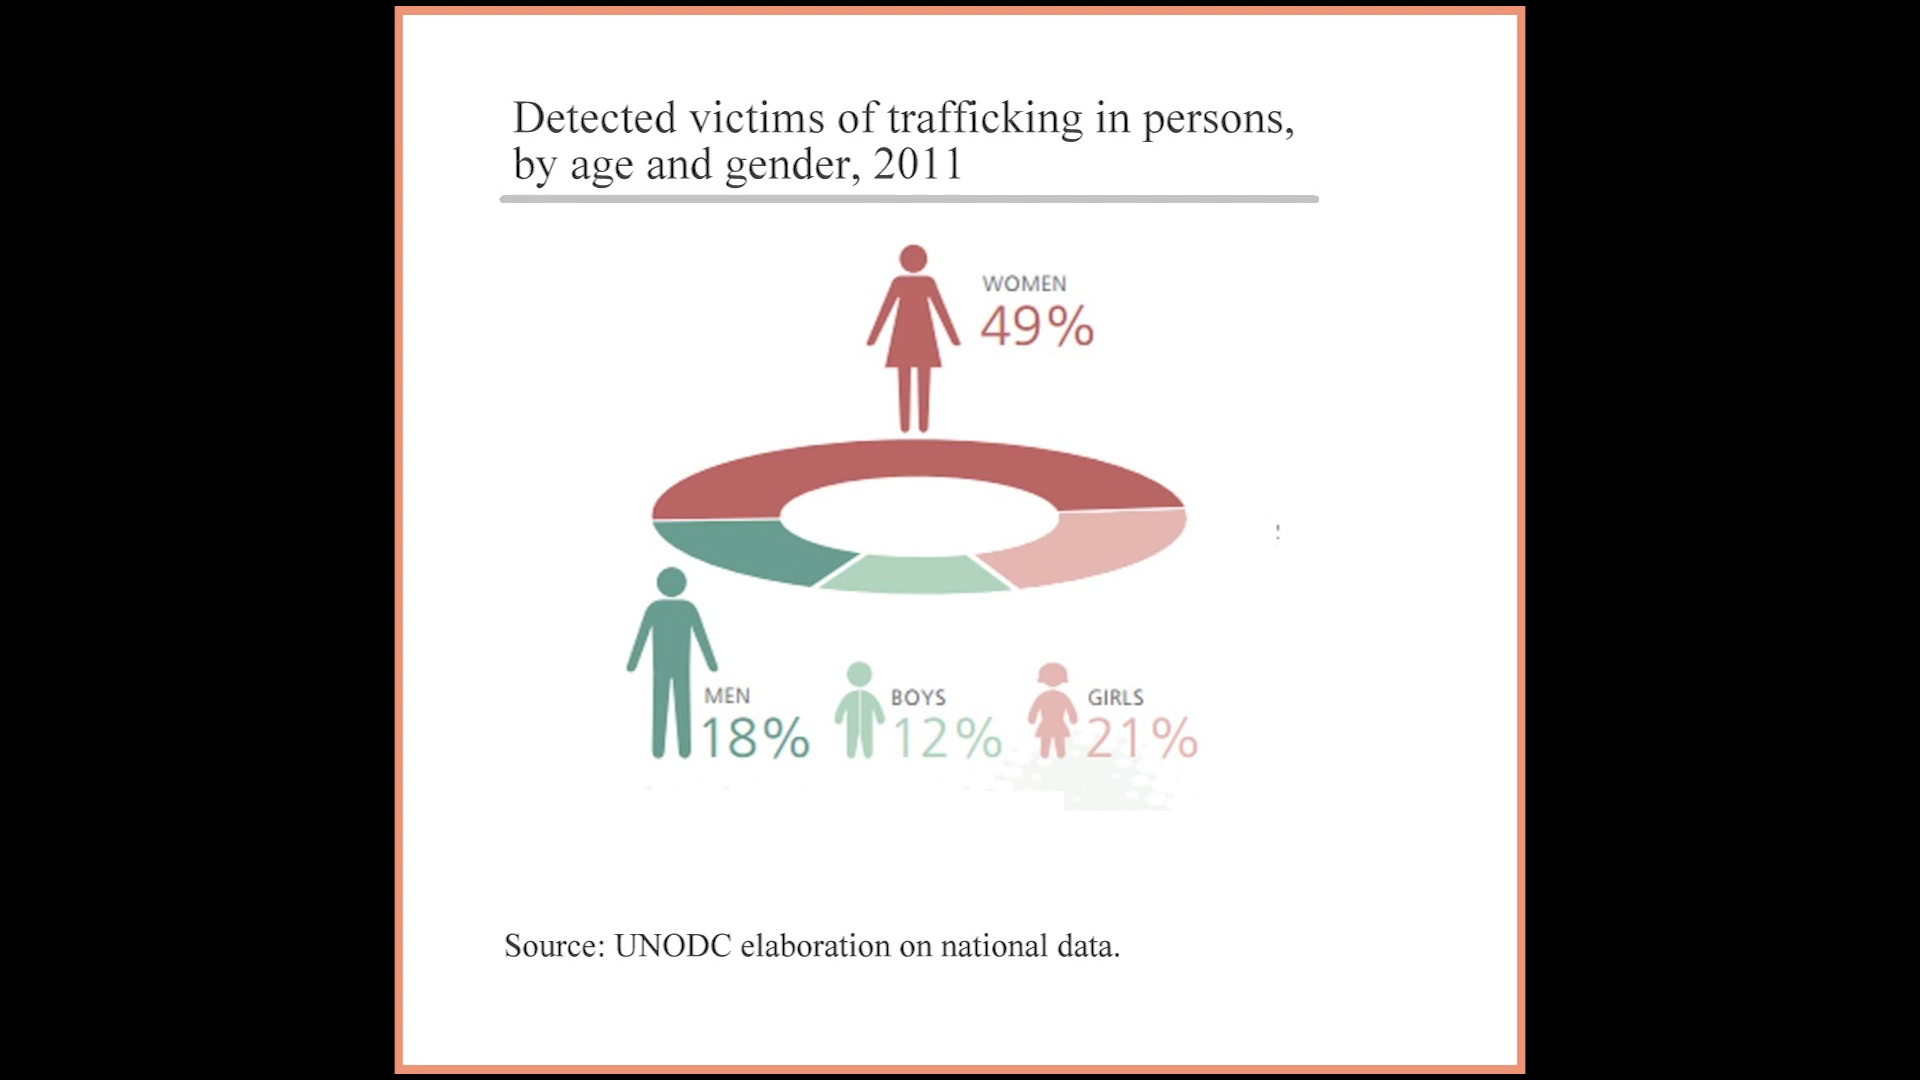 Detected victims of trafficking in persons,
by age and gender, 2011
WOMEN
49%
MEN
18%
BOYS
12%
GIRLS
21%
Source: UNODC elaboration on national data.